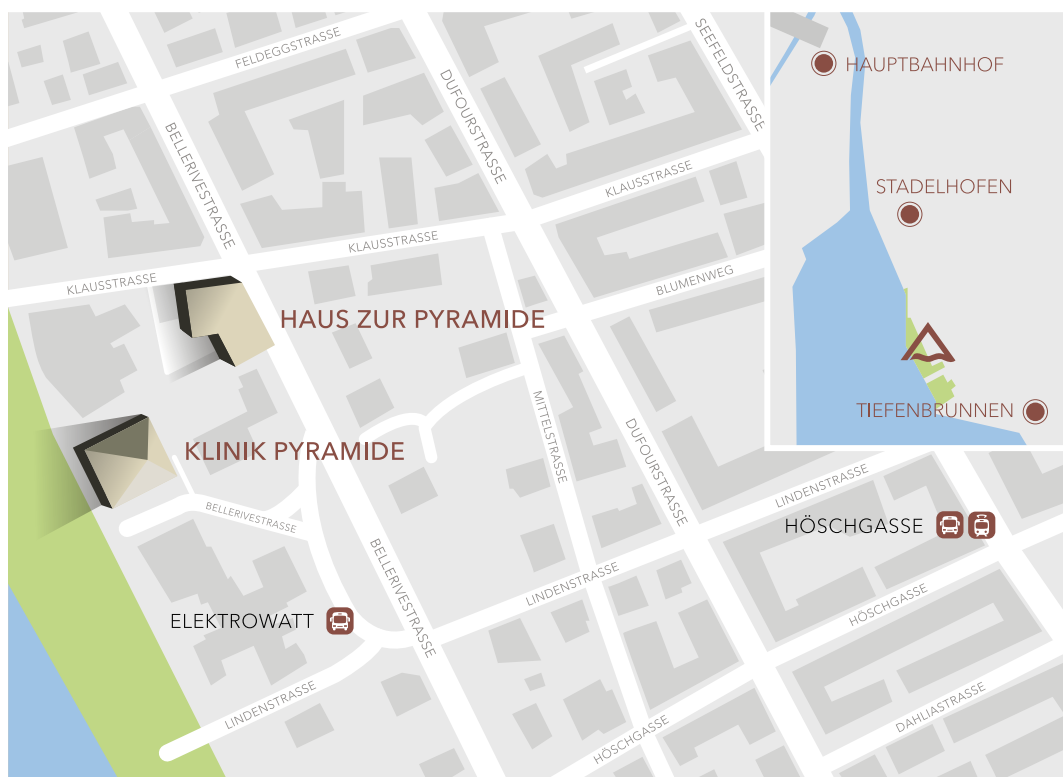 FELDEGGSTRASSE
DUFOURSTRASSE
SEEFELDSTRASSE
HAUPTBAHNHOF
BELLERIVESTRASSE
KLAUSSTRASSE
STADELHOFEN
KLAUSSTRASSE
KLAUSSTRASSE
BLUMENWEG
HAUS ZUR PYRAMIDE
TIEFENBRUNNEN
MITTELSTRASSE
DUFOURSTRASSE
KLINIK PYRAMIDE
LINDENSTRASSE
BELLERIVESTRASSE
HÖSCHGASSE
BELLERIVESTRASSE
LINDENSTRASSE
HÖSCHGASSE
ELEKTROWATT
LINDENSTRASSE
DAHLIASTRASSE
HÖSCHGASSE